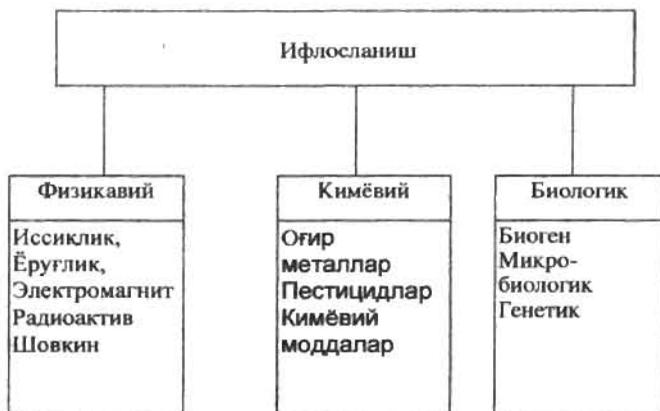 Ифлосланиш
Физикавий
Иссиклик,
Ёруғлик,
Электромагнит
Радиоактив
Шовкин
Кимёвий
Оғир
металлар
Пестицидлар
Кимёвий
моддалар
Биологик
Биоген
Микро-
биологик
Генетик